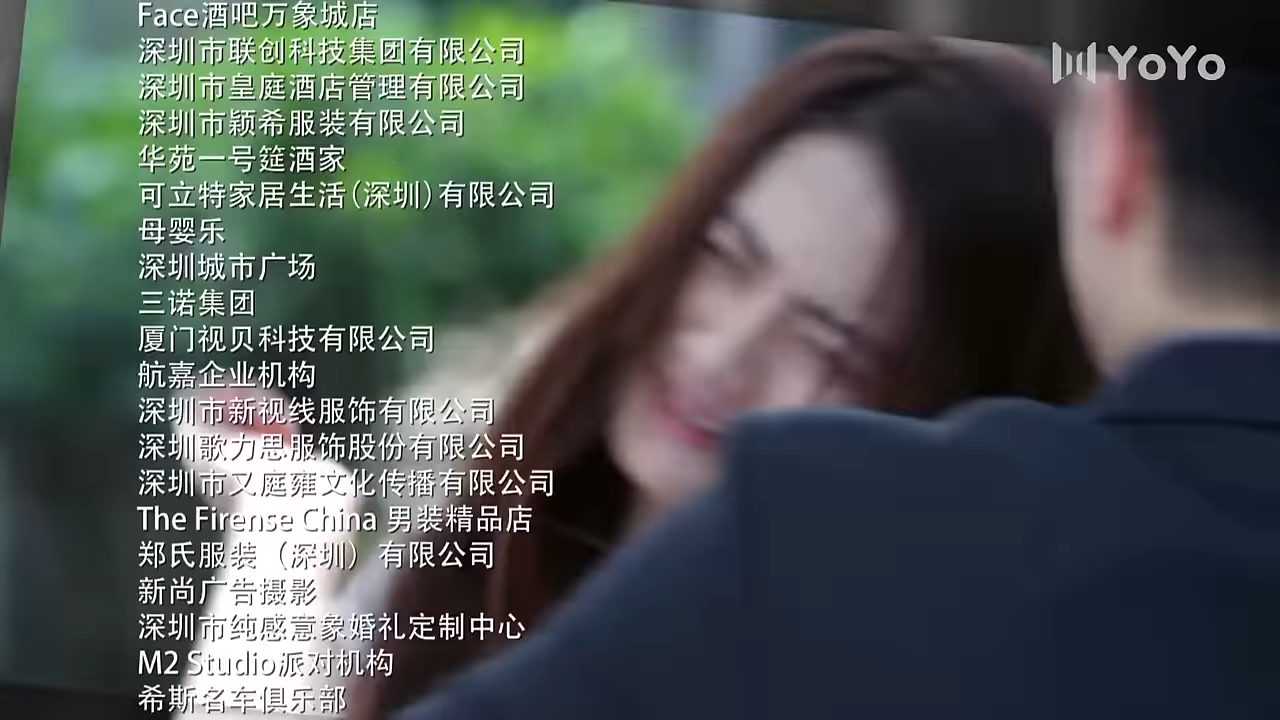 Face酒吧万象城店
深圳市联创科技集团有限公司
深圳市皇庭酒店管理有限公司
深圳市颖希服装有限公司
华苑一号筵酒家
可立特家居生活(深圳)有限公司
母婴乐
深圳城市广场
三诺集团
厦门视贝科技有限公司
航嘉企业机构
深圳市新视线服饰有限公司
深圳歌力思服饰股份有限公司
深圳市又庭雍文化传播有限公司
The Firense China 男装精品店
郑氏服装（深圳）有限公司
新尚广告摄影
深圳市纯感意象婚礼定制中心
M2 Studio派对机构
希斯名车俱乐部
YoYo